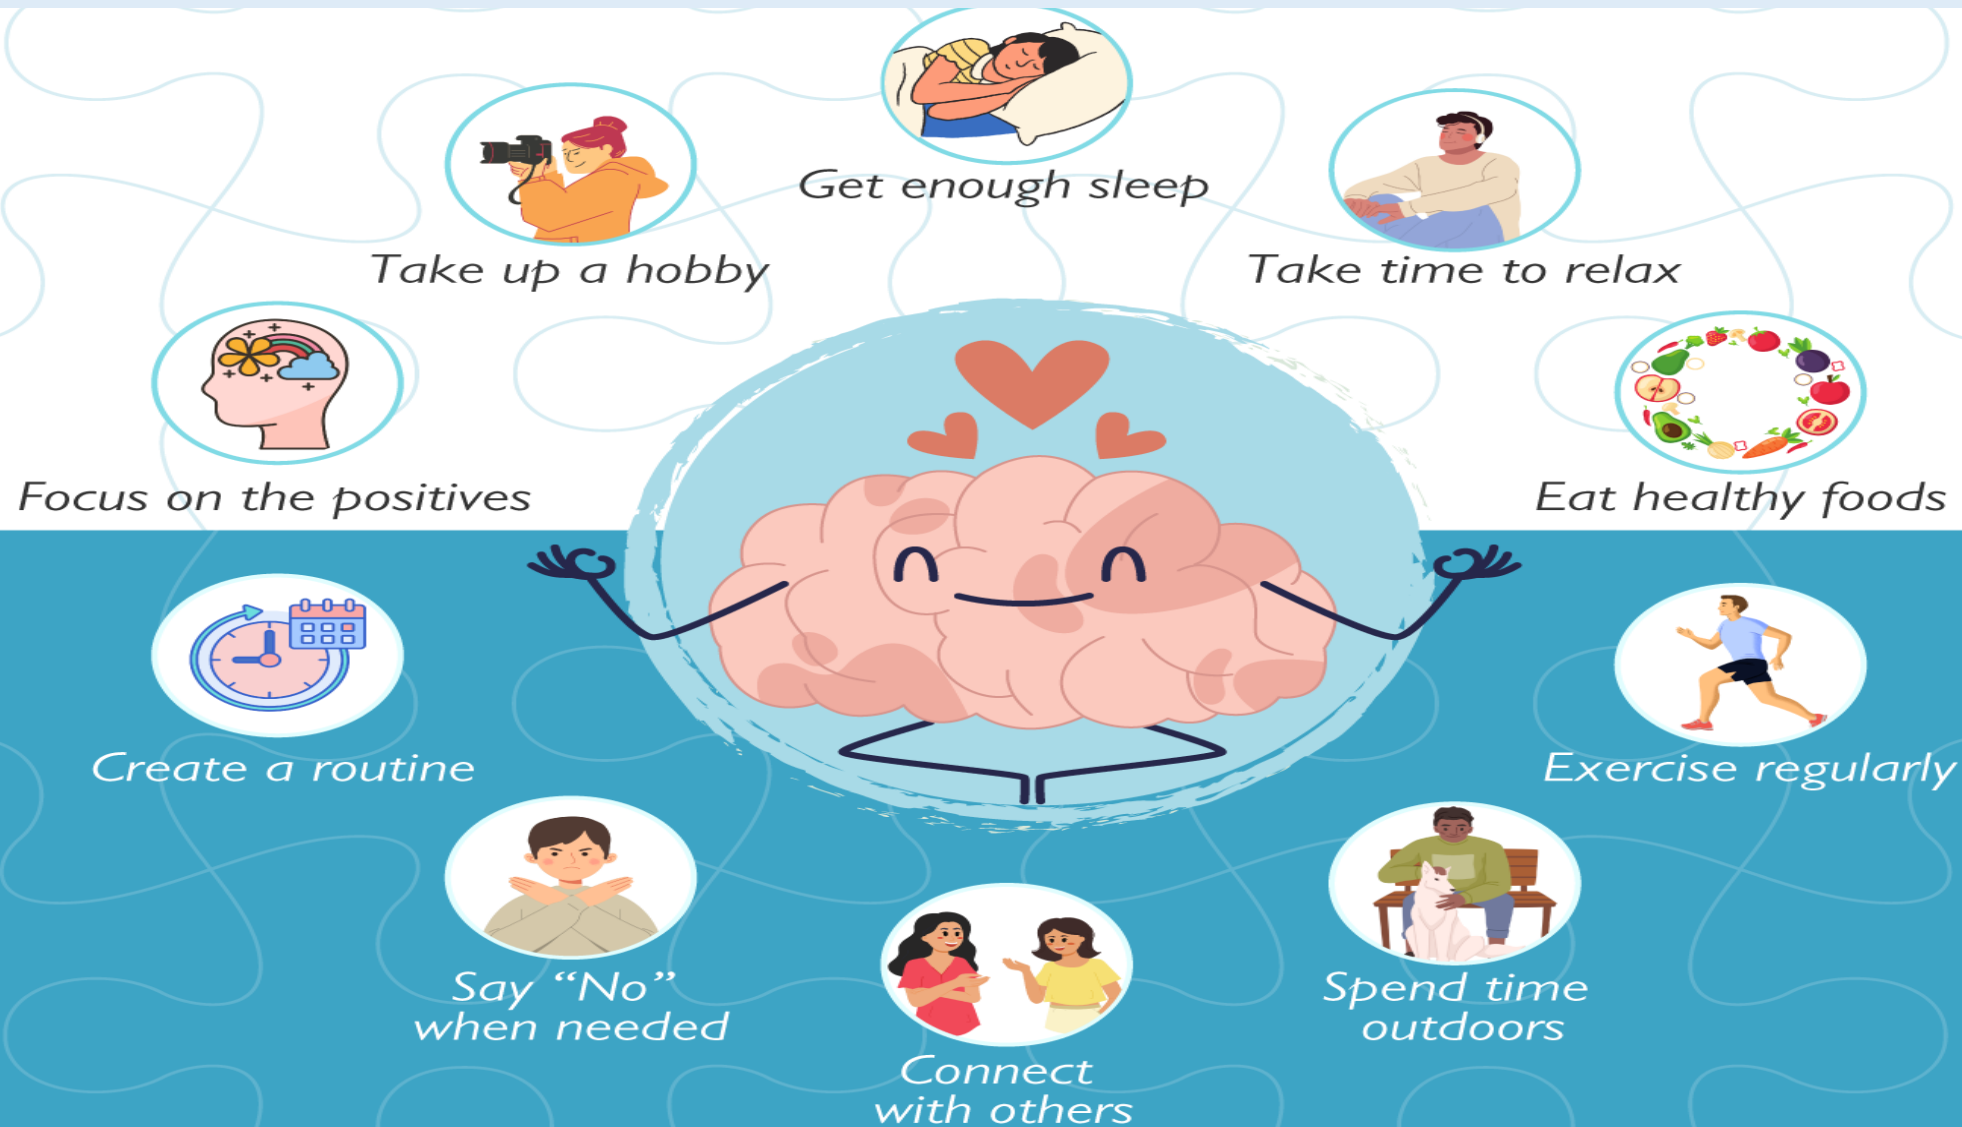 Get enough sleep
Take up a hobby
Take time to relax
Focus on the positives
Eat healthy foods
Create a routine
Exercise regularly
Say “No”
when needed
Spend time
outdoors
Connect
with others